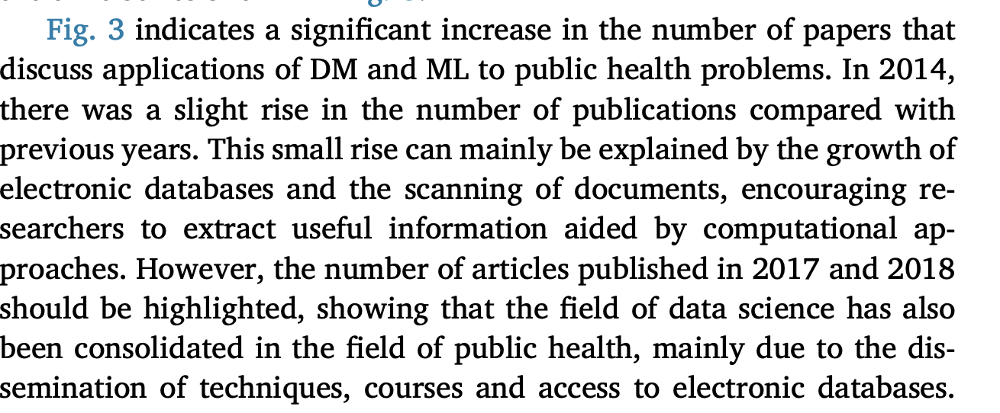 Fig. 3 indicates a significant increase in the number of papers that
discuss applications of DM and ML to public health problems. In 2014,
there was a slight rise in the number of publications compared with
previous years. This small rise can mainly be explained by the growth of
electronic databases and the scanning of documents, encouraging re-
searchers to extract useful information aided by computational ap-
proaches. However, the number of articles published in 2017 and 2018
should be highlighted, showing that the field of data science has also
been consolidated in the field of public health, mainly due to the dis-
semination of techniques, courses and access to electronic databases.